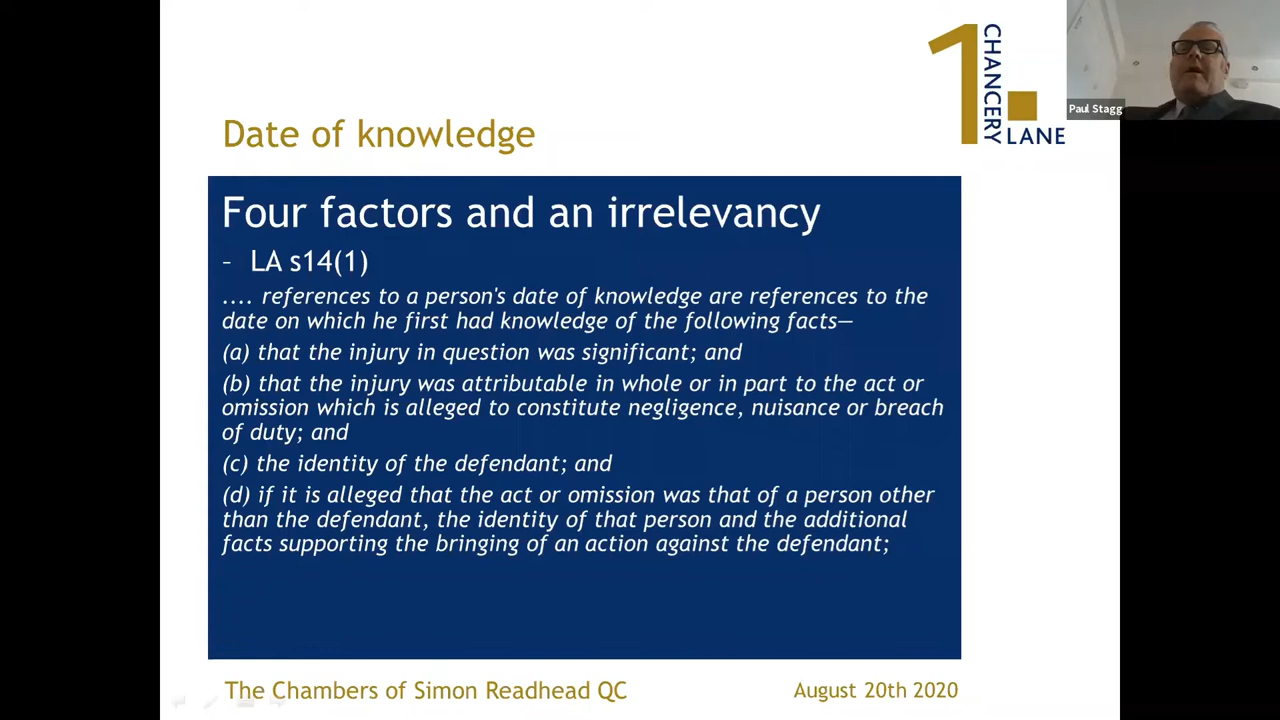 1 CHANCERY LANE
Paul Stagg
Date of knowledge
Four factors and an irrelevancy
– LA s14(1)
.... references to a person's date of knowledge are references to the
date on which he first had knowledge of the following facts—
(a) that the injury in question was significant; and
(b) that the injury was attributable in whole or in part to the act or
omission which is alleged to constitute negligence, nuisance or breach
of duty; and
(c) the identity of the defendant; and
(d) if it is alleged that the act or omission was that of a person other
than the defendant, the identity of that person and the additional
facts supporting the bringing of an action against the defendant;
The Chambers of Simon Readhead QC
August 20th 2020